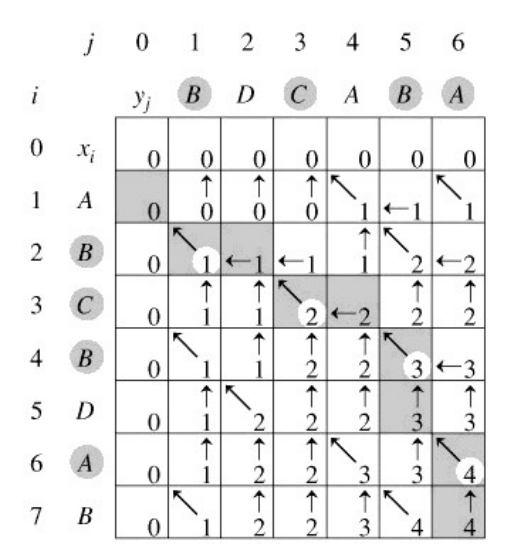 j 0 1 2 3 4 5 6
i y_j B D C A B A
0 x_i 0 0 0 0 0 0 0
1 A 0 ↑0 ↑0 ↑0 ↖1 ←1 ↖1
2 B 0 ↖1 ←1 ←1 ↑1 ↖2 ←2
3 C 0 ↑1 ↑1 ↖2 ←2 ↑2 ↑2
4 B 0 ↖1 ↑1 ↑2 ↑2 ↖3 ←3
5 D 0 ↑1 ↖2 ↑2 ↑2 ↑3 ↑3
6 A 0 ↑1 ↑2 ↑2 ↖3 ↑3 ↖4
7 B 0 ↖1 ↑2 ↑2 ↑3 ↖4 ↑4